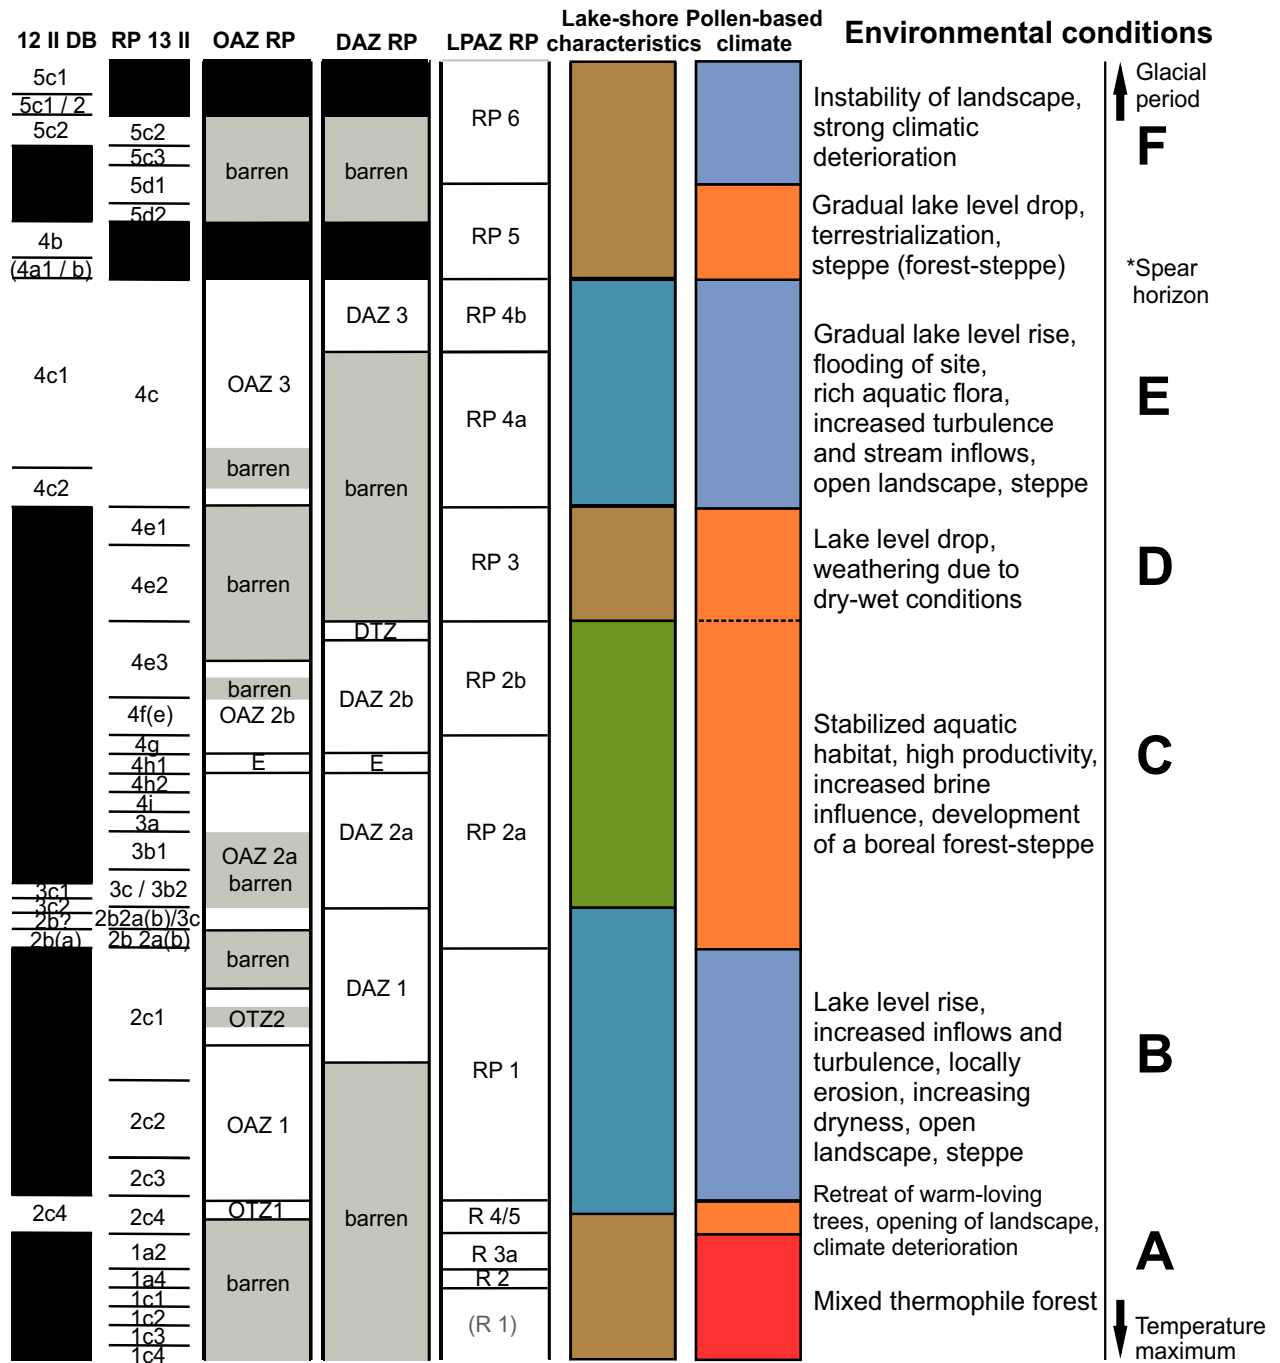 12 II DB
RP 13 II
OAZ RP
DAZ RP
LPAZ RP
Lake-shore
characteristics
Pollen-based
climate
Environmental conditions
5c1
5c1 / 2
5c2
4b
(4a1 / b)
4c1
4c2
3c1
3c2
2b?
2b(a)
2c4
5c2
5c3
5d1
5d2
4c
4e1
4e2
4e3
4f(e)
4g
4h1
4h2
4i
3a
3b1
3c / 3b2
2b2a(b)/3c
2b 2a(b)
2c1
2c2
2c3
2c4
1a2
1a4
1c1
1c2
1c3
1c4
barren
OAZ 3
barren
barren
barren
OAZ 2b
E
OAZ 2a
barren
barren
OTZ2
OAZ 1
OTZ1
barren
barren
DAZ 3
barren
DTZ
DAZ 2b
E
DAZ 2a
DAZ 1
barren
RP 6
RP 5
RP 4b
RP 4a
RP 3
RP 2b
RP 2a
RP 1
R 4/5
R 3a
R 2
(R 1)
Instability of landscape,
strong climatic
deterioration
Gradual lake level drop,
terrestrialization,
steppe (forest-steppe)
Gradual lake level rise,
flooding of site,
rich aquatic flora,
increased turbulence
and stream inflows,
open landscape, steppe
Lake level drop,
weathering due to
dry-wet conditions
Stabilized aquatic
habitat, high productivity,
increased brine
influence, development
of a boreal forest-steppe
Lake level rise,
increased inflows and
turbulence, locally
erosion, increasing
dryness, open
landscape, steppe
Retreat of warm-loving
trees, opening of landscape,
climate deterioration
Mixed thermophile forest
Glacial
period
F
*Spear
horizon
E
D
C
B
A
Temperature
maximum